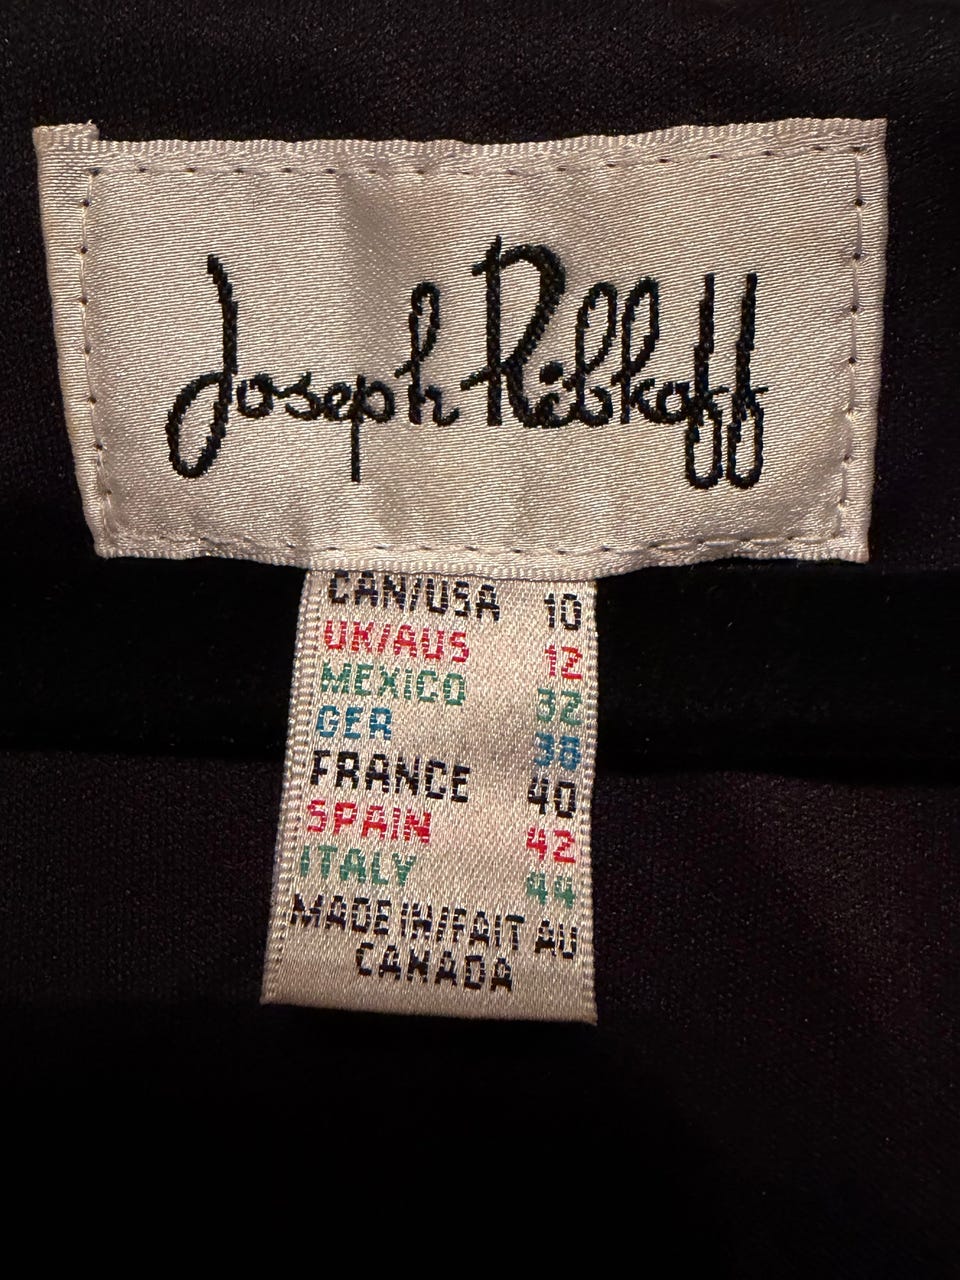 Joseph Ribkoff
CAN/USA 10
UK/AUS 12
MEXICO 32
GER 38
FRANCE 40
SPAIN 42
ITALY 44
MADE IN/FAIT AU
CANADA